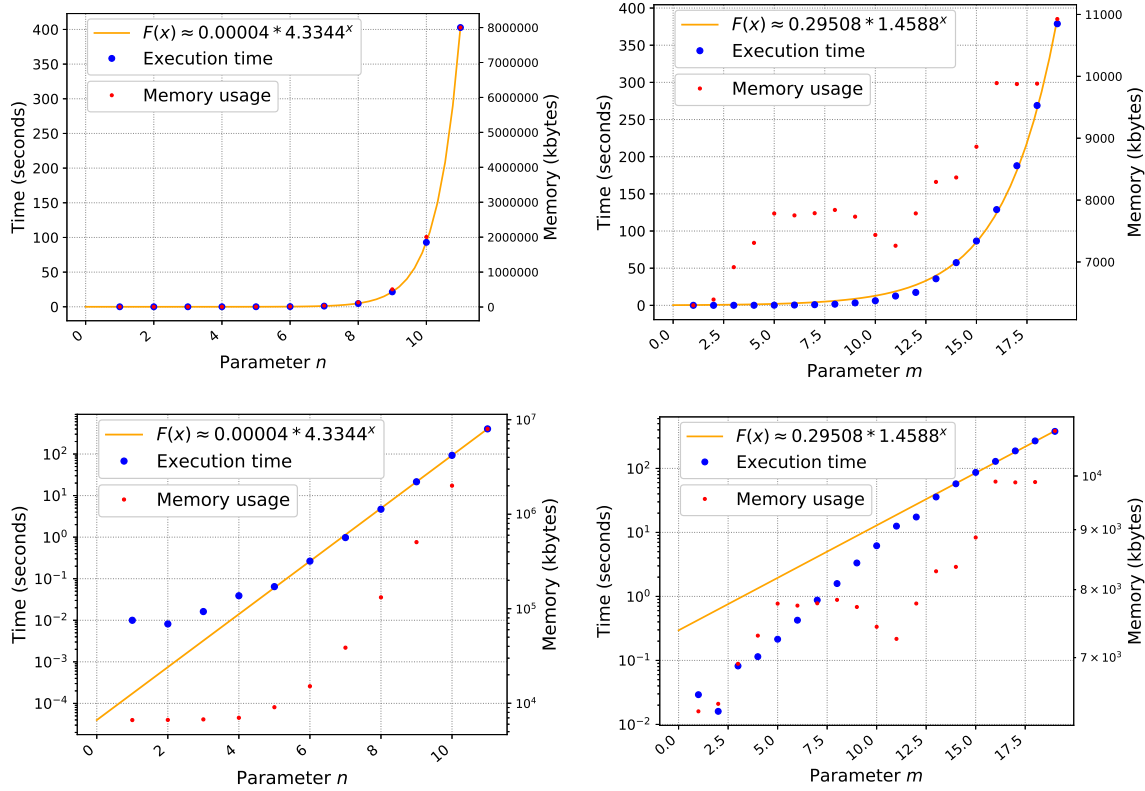 F(x) ≈ 0.00004 * 4.3344^x
Execution time
Memory usage
Time (seconds)
400
350
300
250
200
150
100
50
0
8000000
7000000
6000000
5000000
4000000
3000000
2000000
1000000
0
Memory (kbytes)
0
2
4
6
8
10
Parameter n
F(x) ≈ 0.29508 * 1.4588^x
Execution time
Memory usage
Time (seconds)
400
350
300
250
200
150
100
50
0
11000
10000
9000
8000
7000
Memory (kbytes)
0.0
2.5
5.0
7.5
10.0
12.5
15.0
17.5
Parameter m
F(x) ≈ 0.00004 * 4.3344^x
Execution time
Memory usage
Time (seconds)
10^2
10^1
10^0
10^−1
10^−2
10^−3
10^−4
10^7
10^6
10^5
10^4
Memory (kbytes)
0
2
4
6
8
10
Parameter n
F(x) ≈ 0.29508 * 1.4588^x
Execution time
Memory usage
Time (seconds)
10^2
10^1
10^0
10^−1
10^−2
10^4
9 × 10^3
8 × 10^3
7 × 10^3
Memory (kbytes)
0.0
2.5
5.0
7.5
10.0
12.5
15.0
17.5
Parameter m